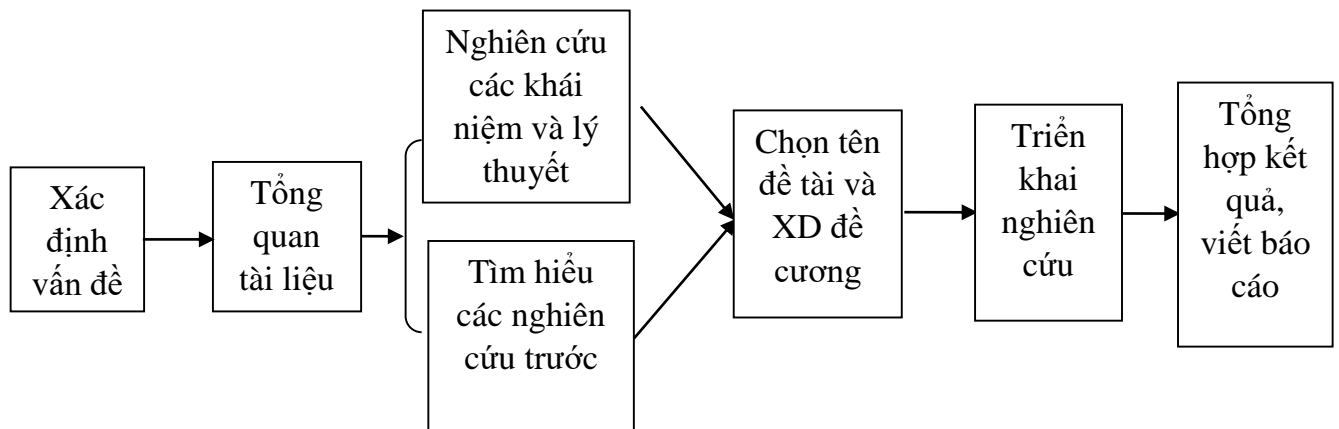 Xác
định
vấn đề
Tổng
quan
tài liệu
Nghiên cứu
các khái
niệm và lý
thuyết
Tìm hiểu
các nghiên
cứu trước
Chọn tên
đề tài và
XD đề
cương
Triển
khai
nghiên
cứu
Tổng
hợp kết
quả,
viết báo
cáo